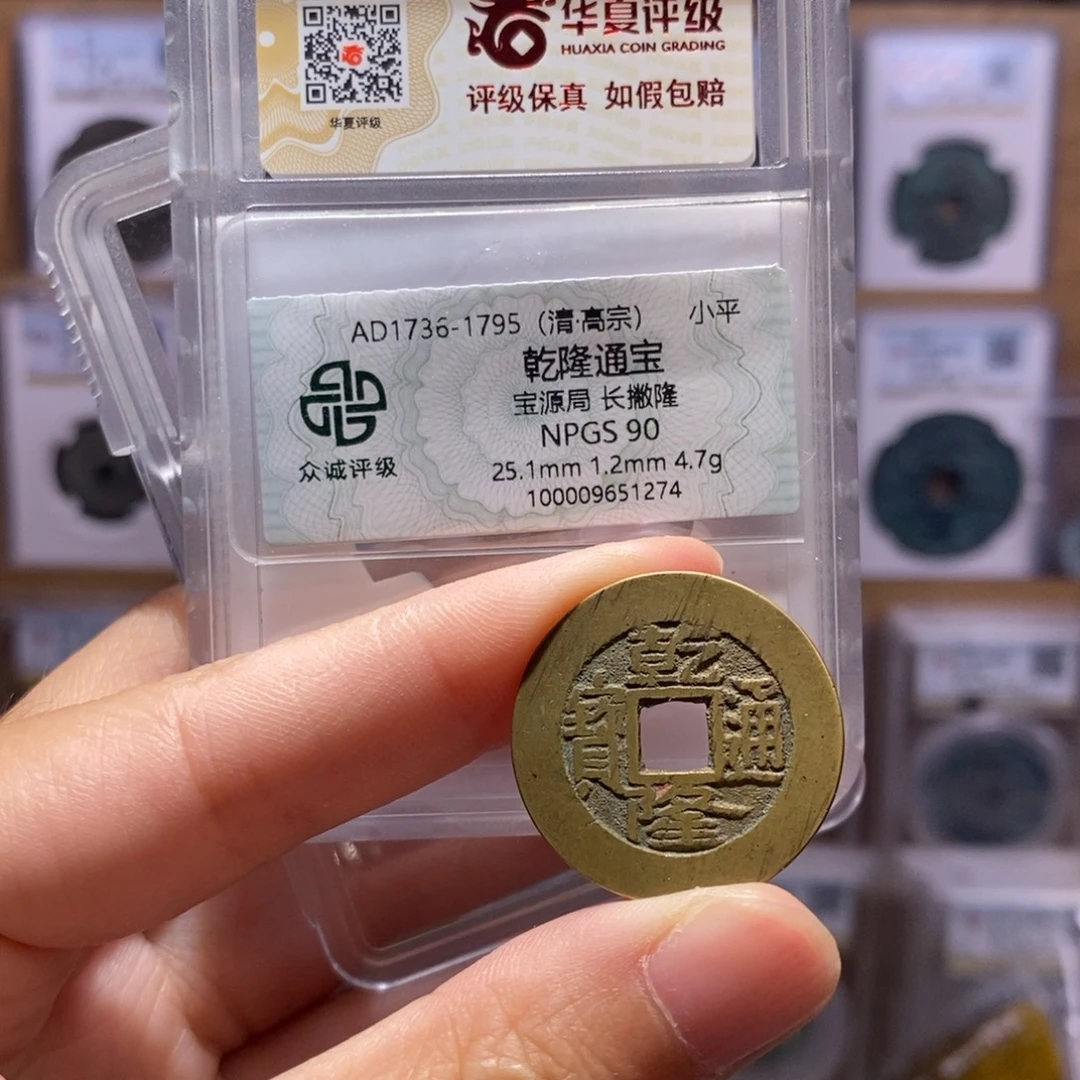 华夏评级
HUAXIA COIN GRADING
评级保真 如假包赔
华夏评级
AD1736-1795（清·高宗） 小平
乾隆通宝
宝源局 长撇隆
NPGS 90
25.1mm 1.2mm 4.7g
100009651274
众诚评级
乾隆通寳